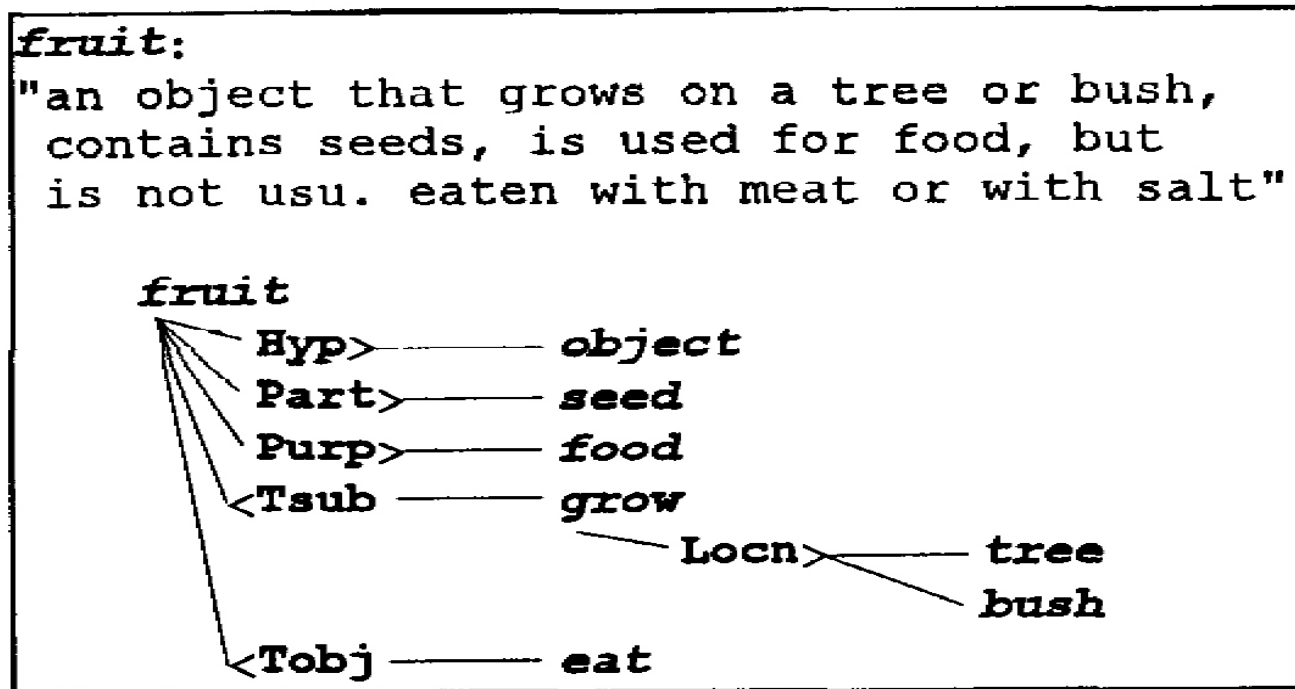 fruit:
"an object that grows on a tree or bush,
contains seeds, is used for food, but
is not usu. eaten with meat or with salt"
fruit
Hyp> object
Part> seed
Purp> food
<Tsub grow
Locn> tree
bush
<Tobj eat